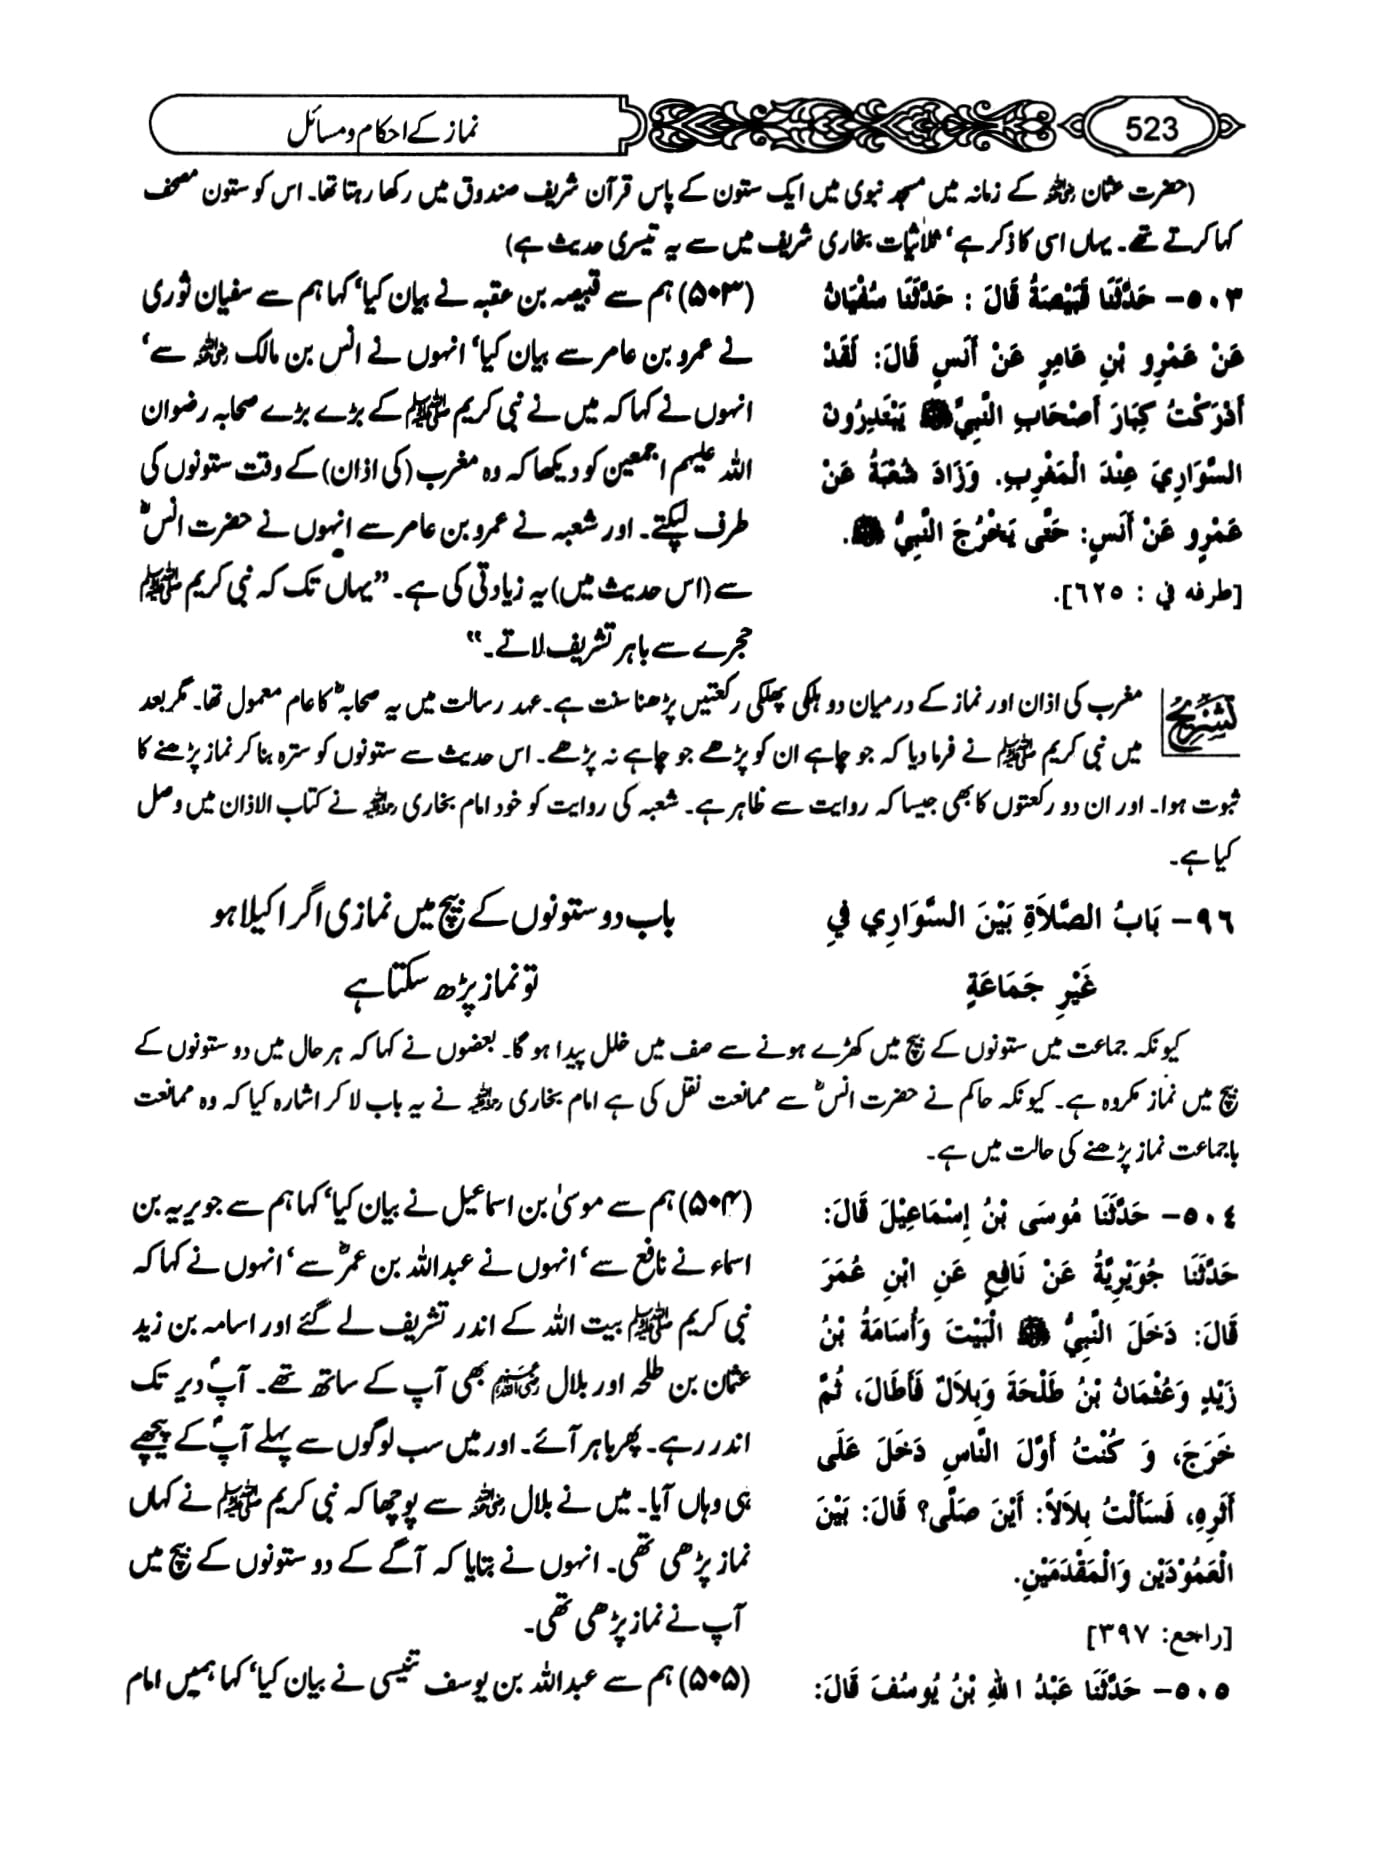 نماز کے احکام و مسائل
523
(حضرت عثمان رضی اللہ عنہ کے زمانہ میں مسجد نبوی میں ایک ستون کے پاس قرآن شریف صندوق میں رکھا رہتا تھا۔ اس کو ستون مصحف
کہا کرتے تھے۔ یہاں اسی کا ذکر ہے‘ ثلاثیات بخاری شریف میں سے یہ تیسری حدیث ہے)
٥٠٣- حَدَّثَنَا قَبِيْصَةُ قَالَ : حَدَّثَنَا سُفْيَانُ
عَنْ عَمْرِو بْنِ عَامِرٍ عَنْ أَنَسٍ قَالَ: لَقَدْ
أَدْرَكْتُ كِبَارَ أَصْحَابِ النَّبِيِّ ﷺ يَبْتَدِرُونَ
السَّوَارِيَ عِنْدَ الْمَغْرِبِ. وَزَادَ شُعْبَةُ عَنْ
عَمْرٍو عَنْ أَنَسٍ: حَتَّى يَخْرُجَ النَّبِيُّ ﷺ.
[طرفه في : ٦٢٥].
(۵۰۳) ہم سے قبیصہ بن عقبہ نے بیان کیا‘ کہا ہم سے سفیان ثوری
نے عمرو بن عامر سے بیان کیا‘ انہوں نے انس بن مالک رضی اللہ عنہ سے‘
انہوں نے کہا کہ میں نے نبی کریم ﷺ کے بڑے بڑے صحابہ رضوان
اللہ علیہم اجمعین کو دیکھا کہ وہ مغرب (کی اذان) کے وقت ستونوں کی
طرف لپکتے۔ اور شعبہ نے عمرو بن عامر سے انہوں نے حضرت انسؓ
سے (اس حدیث میں) یہ زیادتی کی ہے۔ ”یہاں تک کہ نبی کریم ﷺ
حجرے سے باہر تشریف لاتے۔“
تشریح مغرب کی اذان اور نماز کے درمیان دو ہلکی پھلکی رکعتیں پڑھنا سنت ہے۔ عہد رسالت میں یہ صحابہؓ کا عام معمول تھا۔ مگر بعد
میں نبی کریم ﷺ نے فرما دیا کہ جو چاہے ان کو پڑھے جو چاہے نہ پڑھے۔ اس حدیث سے ستونوں کو سترہ بنا کر نماز پڑھنے کا
ثبوت ہوا۔ اور ان دو رکعتوں کا بھی جیسا کہ روایت سے ظاہر ہے۔ شعبہ کی روایت کو خود امام بخاری رحمہ اللہ نے کتاب الاذان میں وصل
کیا ہے۔
٩٦- بَابُ الصَّلاَةِ بَيْنَ السَّوَارِي فِي
غَيْرِ جَمَاعَةٍ
باب دو ستونوں کے بیچ میں نمازی اگر اکیلا ہو
تو نماز پڑھ سکتا ہے
کیونکہ جماعت میں ستونوں کے بیچ میں کھڑے ہونے سے صف میں خلل پیدا ہو گا۔ بعضوں نے کہا کہ ہر حال میں دو ستونوں کے
بیچ میں نماز مکروہ ہے۔ کیونکہ حاکم نے حضرت انسؓ سے ممانعت نقل کی ہے امام بخاری رحمہ اللہ نے یہ باب لا کر اشارہ کیا کہ وہ ممانعت
باجماعت نماز پڑھنے کی حالت میں ہے۔
٥٠٤- حَدَّثَنَا مُوسَى بْنُ إِسْمَاعِيْلَ قَالَ:
حَدَّثَنَا جُوَيْرِيَّةُ عَنْ نَافِعٍ عَنِ ابْنِ عُمَرَ
قَالَ: دَخَلَ النَّبِيُّ ﷺ الْبَيْتَ وَأُسَامَةُ بْنُ
زَيْدٍ وَعُثْمَانُ بْنُ طَلْحَةَ وَبِلاَلٌ فَأَطَالَ، ثُمَّ
خَرَجَ، وَ كُنْتُ أَوَّلَ النَّاسِ دَخَلَ عَلَى
أَثَرِهِ، فَسَأَلْتُ بِلاَلاً: أَيْنَ صَلَّى؟ قَالَ: بَيْنَ
الْعَمُوْدَيْنِ وَالْمَقْدَمَيْنِ.
[راجع: ٣٩٧]
(۵۰۴) ہم سے موسیٰ بن اسماعیل نے بیان کیا‘ کہا ہم سے جویریہ بن
اسماء نے نافع سے‘ انہوں نے عبداللہ بن عمرؓ سے‘ انہوں نے کہا کہ
نبی کریم ﷺ بیت اللہ کے اندر تشریف لے گئے اور اسامہ بن زید
عثمان بن طلحہ اور بلال رضی اللہ عنہم بھی آپ کے ساتھ تھے۔ آپؐ دیر تک
اندر رہے۔ پھر باہر آئے۔ اور میں سب لوگوں سے پہلے آپؐ کے پیچھے
ہی وہاں آیا۔ میں نے بلال رضی اللہ عنہ سے پوچھا کہ نبی کریم ﷺ نے کہاں
نماز پڑھی تھی۔ انہوں نے بتایا کہ آگے کے دو ستونوں کے بیچ میں
آپ نے نماز پڑھی تھی۔
٥٠٥- حَدَّثَنَا عَبْدُ اللهِ بْنُ يُوسُفَ قَالَ:
(۵۰۵) ہم سے عبداللہ بن یوسف تنیسی نے بیان کیا‘ کہا ہمیں امام